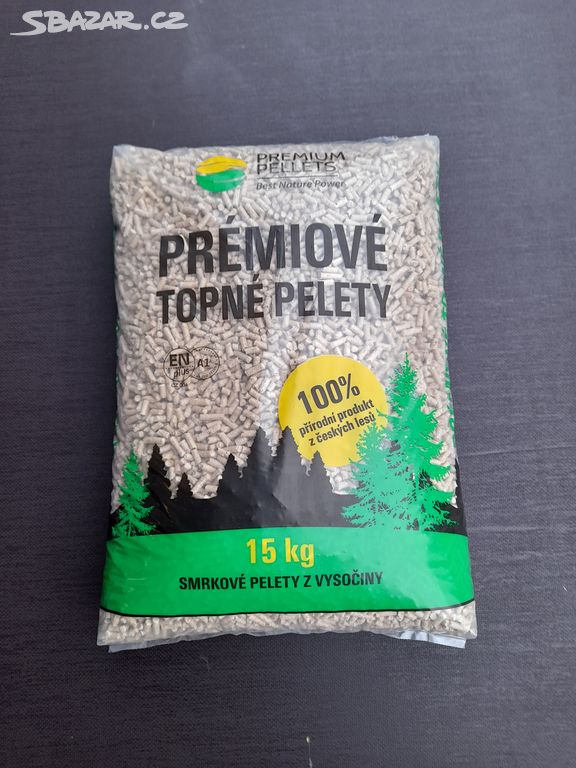 SBAZAR.CZ
PREMIUM
PELLETS
Best Nature Power
PRÉMIOVÉ
TOPNÉ PELETY
EN
plus
A1
100%
přírodní produkt
z českých lesů
15 kg
SMRKOVÉ PELETY Z VYSOČINY